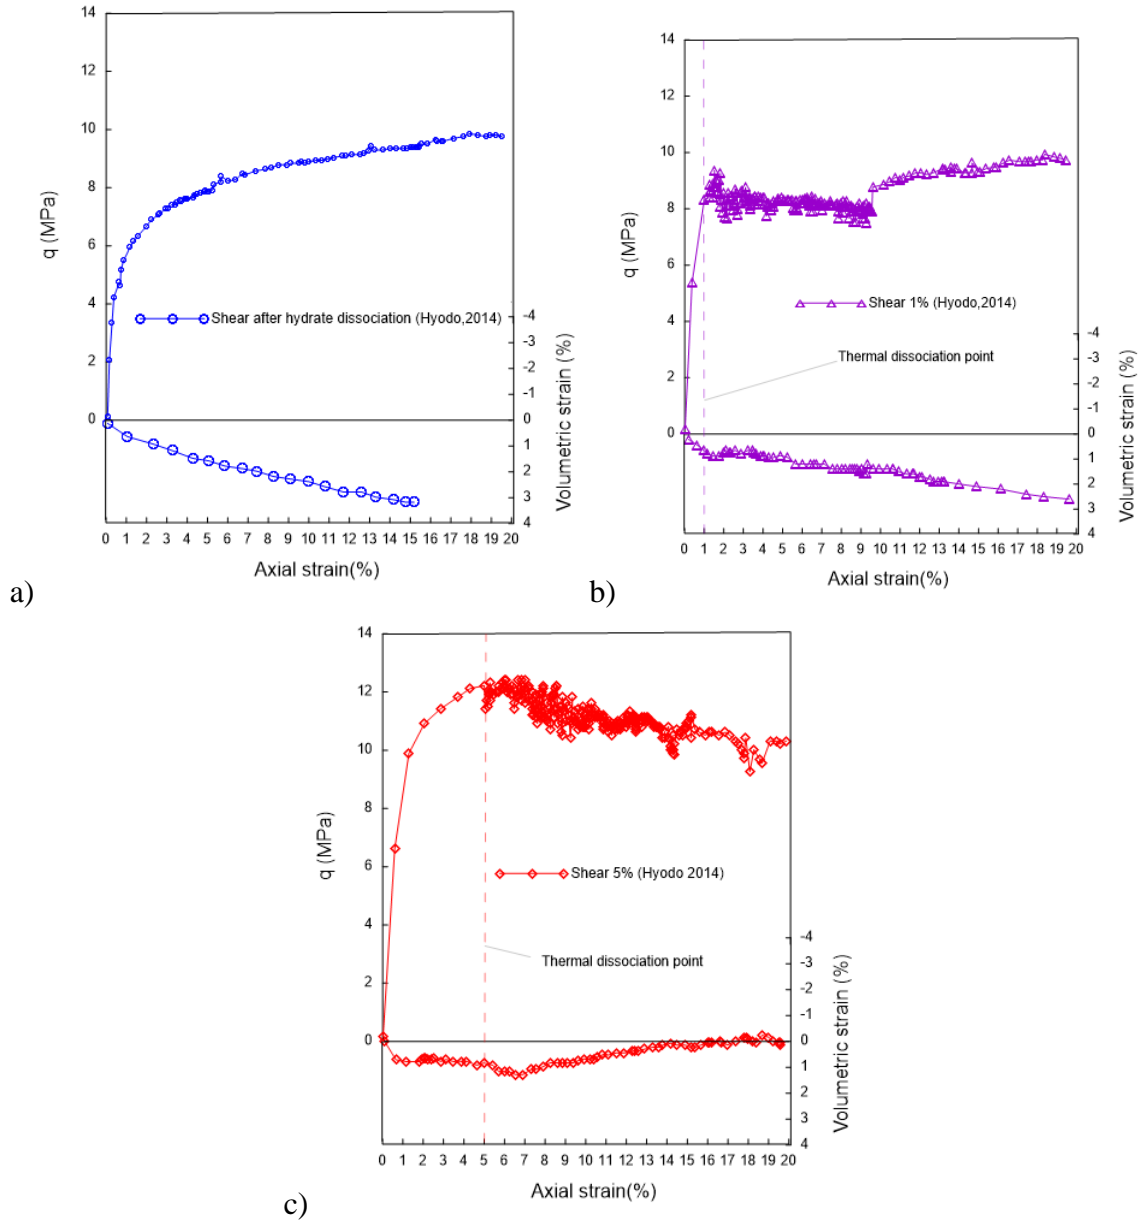 14
12
10
8
6
4
2
0
q (MPa)
Shear after hydrate dissociation (Hyodo,2014)
-4
-3
-2
-1
0
1
2
3
4
Volumetric strain (%)
0 1 2 3 4 5 6 7 8 9 10 11 12 13 14 15 16 17 18 19 20
Axial strain(%)
a)
14
12
10
8
6
4
2
0
q (MPa)
Shear 1% (Hyodo,2014)
Thermal dissociation point
-4
-3
-2
-1
0
1
2
3
4
Volumetric strain (%)
0 1 2 3 4 5 6 7 8 9 10 11 12 13 14 15 16 17 18 19 20
Axial strain(%)
b)
14
12
10
8
6
4
2
0
q (MPa)
Shear 5% (Hyodo 2014)
Thermal dissociation point
-4
-3
-2
-1
0
1
2
3
4
Volumetric strain (%)
0 1 2 3 4 5 6 7 8 9 10 11 12 13 14 15 16 17 18 19 20
Axial strain(%)
c)